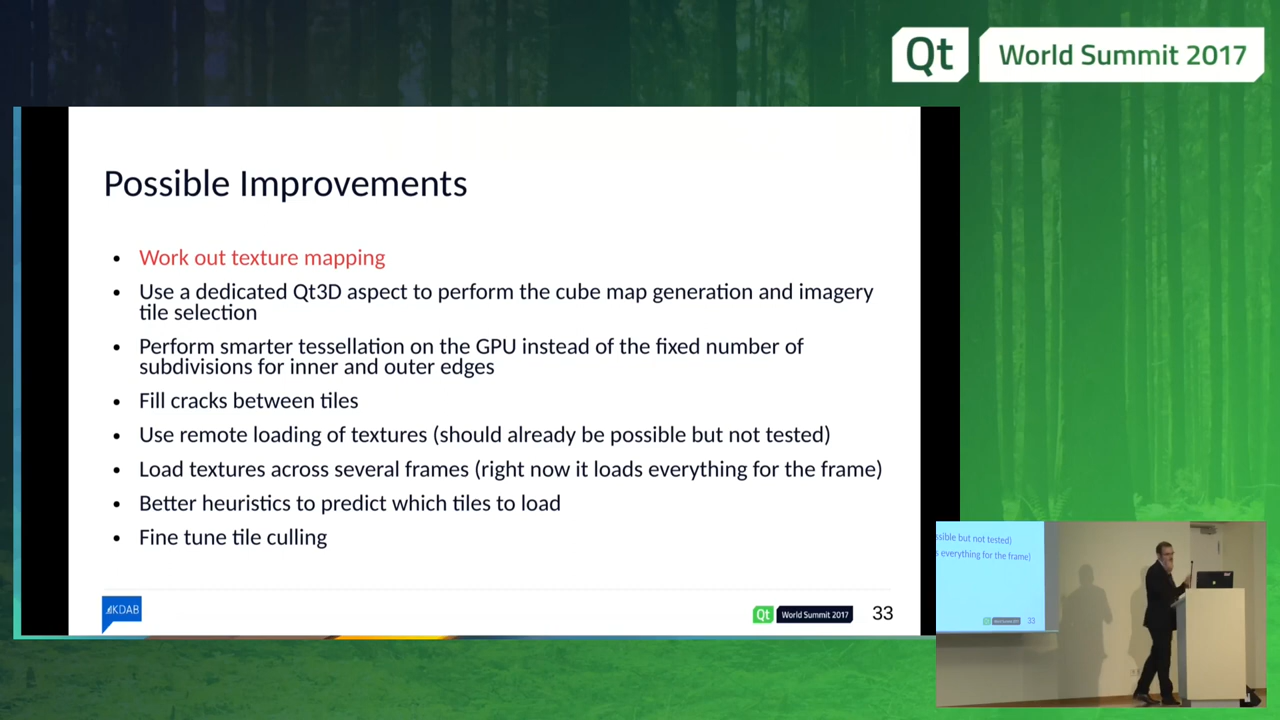 Qt World Summit 2017
Possible Improvements
• Work out texture mapping
• Use a dedicated Qt3D aspect to perform the cube map generation and imagery
tile selection
• Perform smarter tessellation on the GPU instead of the fixed number of
subdivisions for inner and outer edges
• Fill cracks between tiles
• Use remote loading of textures (should already be possible but not tested)
• Load textures across several frames (right now it loads everything for the frame)
• Better heuristics to predict which tiles to load
• Fine tune tile culling
KDAB
Qt World Summit 2017
33
ssible but not tested)
s everything for the frame)
33